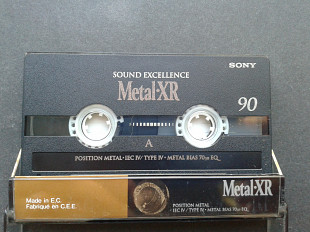 SONY
SOUND EXCELLENCE
Metal-XR
90
A
POSITION METAL • IEC IV/TYPE IV • METAL BIAS 70μs EQ
Made in E.C.
Fabriqué en C.E.E.
Metal-XR
POSITION METAL
IEC IV/TYPE IV • METAL BIAS 70μs EQ